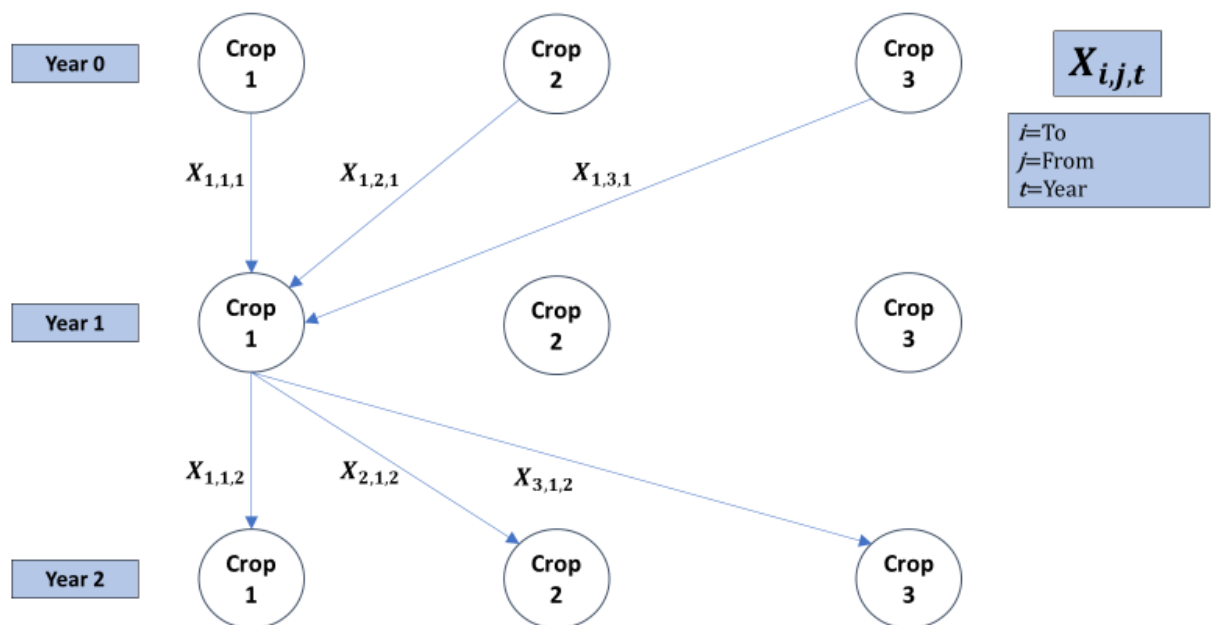 Year 0
Crop
1
Crop
2
Crop
3
X_{i,j,t}
i=To
j=From
t=Year
X_{1,1,1}
X_{1,2,1}
X_{1,3,1}
Year 1
Crop
1
Crop
2
Crop
3
X_{1,1,2}
X_{2,1,2}
X_{3,1,2}
Year 2
Crop
1
Crop
2
Crop
3